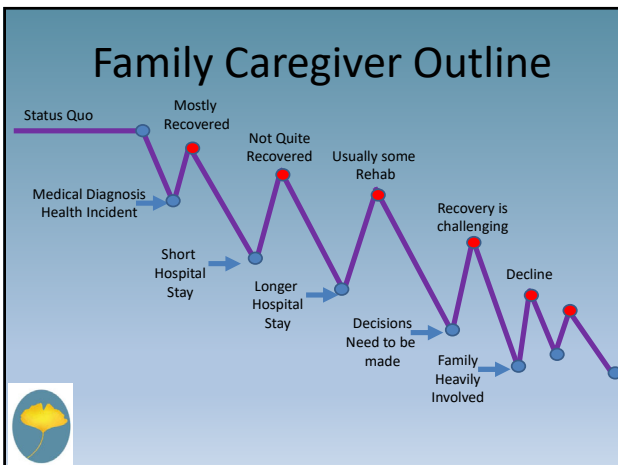 Family Caregiver Outline
Status Quo
Mostly
Recovered
Not Quite
Recovered
Usually some
Rehab
Medical Diagnosis
Health Incident
Recovery is
challenging
Short
Hospital
Stay
Decline
Longer
Hospital
Stay
Decisions
Need to be
made
Family
Heavily
Involved